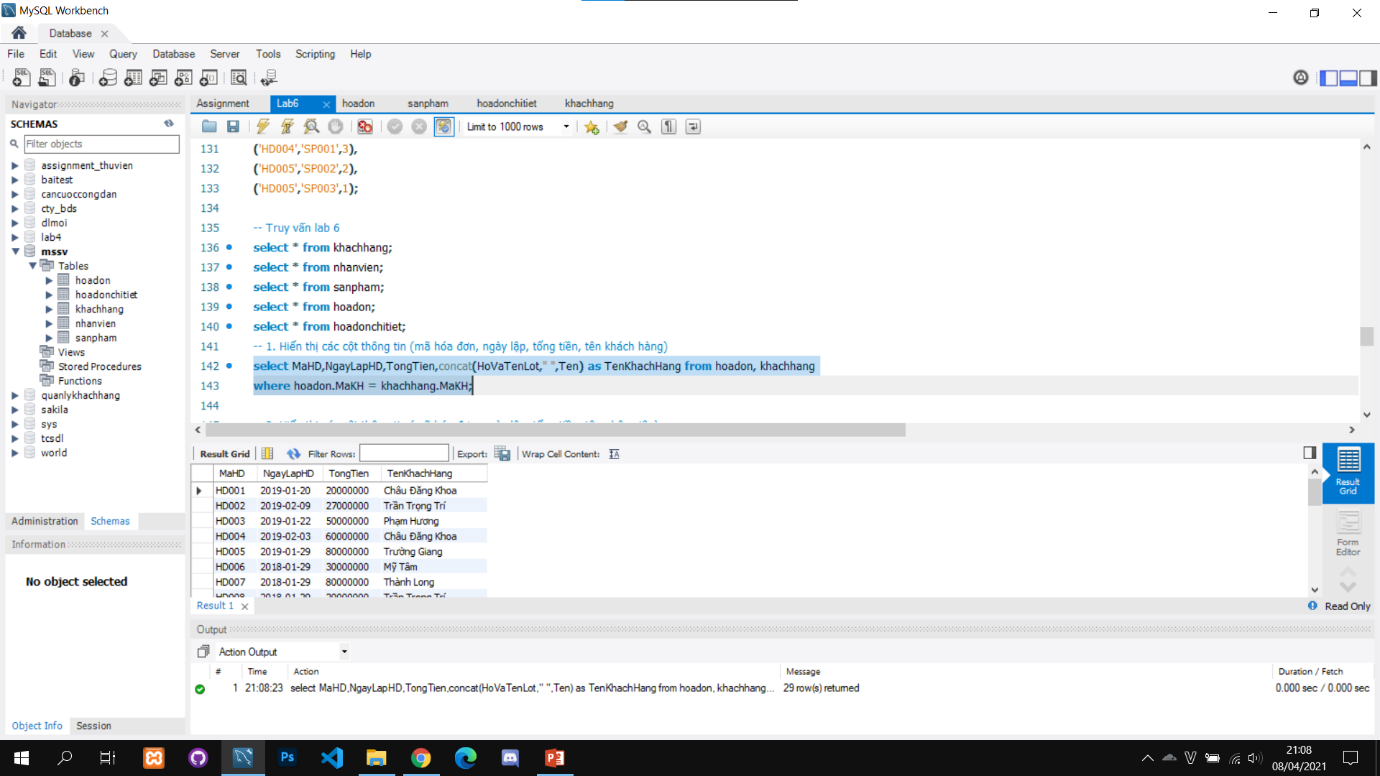 MySQL Workbench
Database
File Edit View Query Database Server Tools Scripting Help
Navigator
SCHEMAS
Filter objects
assignment_thuvien
baitest
cancuoccongdan
cty_bds
dlmoi
lab4
mssv
Tables
hoadon
hoadonchitiet
khachhang
nhanvien
sanpham
Views
Stored Procedures
Functions
quanlykhachhang
sakila
sys
tcsdl
world
Administration Schemas
Information
No object selected
Object Info Session
Assignment Lab6 hoadon sanpham hoadonchitiet khachhang
Limit to 1000 rows
131 ('HD004','SP001',3),
132 ('HD005','SP002',2),
133 ('HD005','SP003',1);
134
135 -- Truy vấn lab 6
136 select * from khachhang;
137 select * from nhanvien;
138 select * from sanpham;
139 select * from hoadon;
140 select * from hoadonchitiet;
141 -- 1. Hiển thị các cột thông tin (mã hóa đơn, ngày lập, tổng tiền, tên khách hàng)
142 select MaHD,NgayLapHD,TongTien,concat(HoVaTenLot," ",Ten) as TenKhachHang from hoadon, khachhang
143 where hoadon.MaKH = khachhang.MaKH;
144
Result Grid Filter Rows: Export: Wrap Cell Content:
MaHD NgayLapHD TongTien TenKhachHang
HD001 2019-01-20 20000000 Châu Đăng Khoa
HD002 2019-02-09 27000000 Trần Trọng Trí
HD003 2019-01-22 50000000 Phạm Hương
HD004 2019-02-03 60000000 Châu Đăng Khoa
HD005 2019-01-29 80000000 Trường Giang
HD006 2018-01-29 30000000 Mỹ Tâm
HD007 2018-01-29 80000000 Thành Long
Result Grid
Form Editor
Result 1
Read Only
Output
Action Output
# Time Action Message Duration / Fetch
1 21:08:23 select MaHD,NgayLapHD,TongTien,concat(HoVaTenLot," ",Ten) as TenKhachHang from hoadon, khachhang... 29 row(s) returned 0.000 sec / 0.000 sec
21:08
08/04/2021